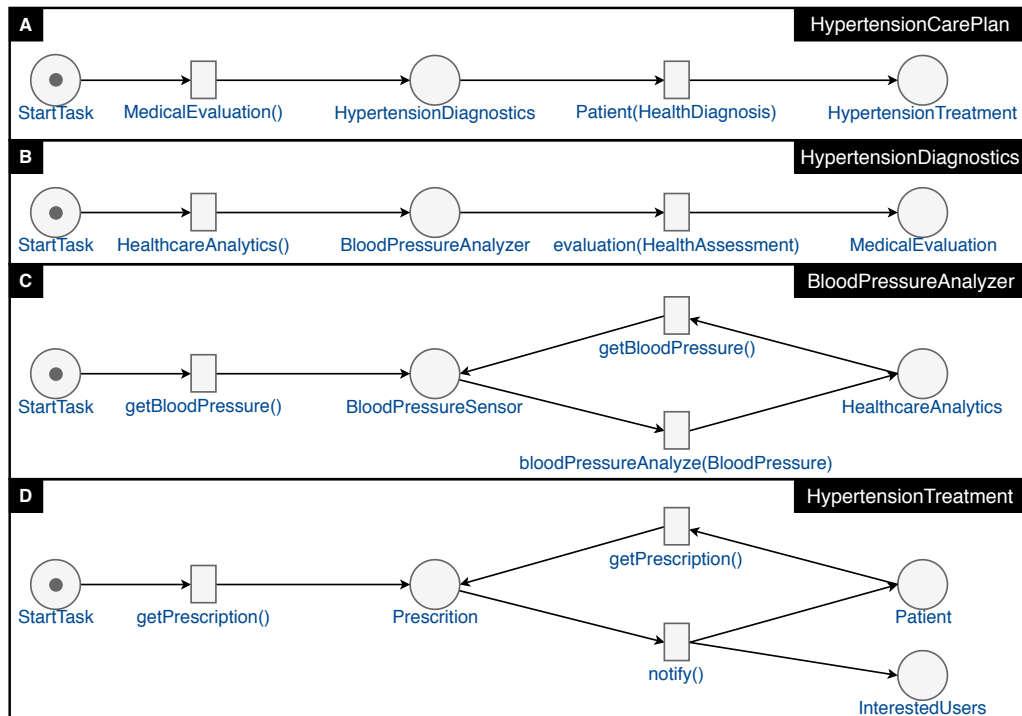 A
HypertensionCarePlan
StartTask
MedicalEvaluation()
HypertensionDiagnostics
Patient(HealthDiagnosis)
HypertensionTreatment
B
HypertensionDiagnostics
StartTask
HealthcareAnalytics()
BloodPressureAnalyzer
evaluation(HealthAssessment)
MedicalEvaluation
C
BloodPressureAnalyzer
getBloodPressure()
StartTask
getBloodPressure()
BloodPressureSensor
HealthcareAnalytics
bloodPressureAnalyze(BloodPressure)
D
HypertensionTreatment
getPrescription()
StartTask
getPrescription()
Prescrition
Patient
notify()
InterestedUsers